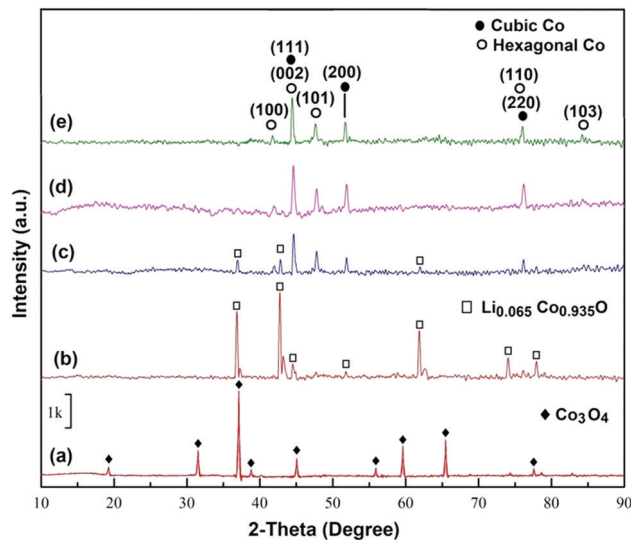 ● Cubic Co
○ Hexagonal Co
(111)
(002)
(200)
(110)
(100)
(101)
(220)
(103)
(e)
(d)
(c)
□ Li0.065 Co0.935O
(b)
1k
◆ Co3O4
(a)
10 20 30 40 50 60 70 80 90
2-Theta (Degree)
Intensity (a.u.)